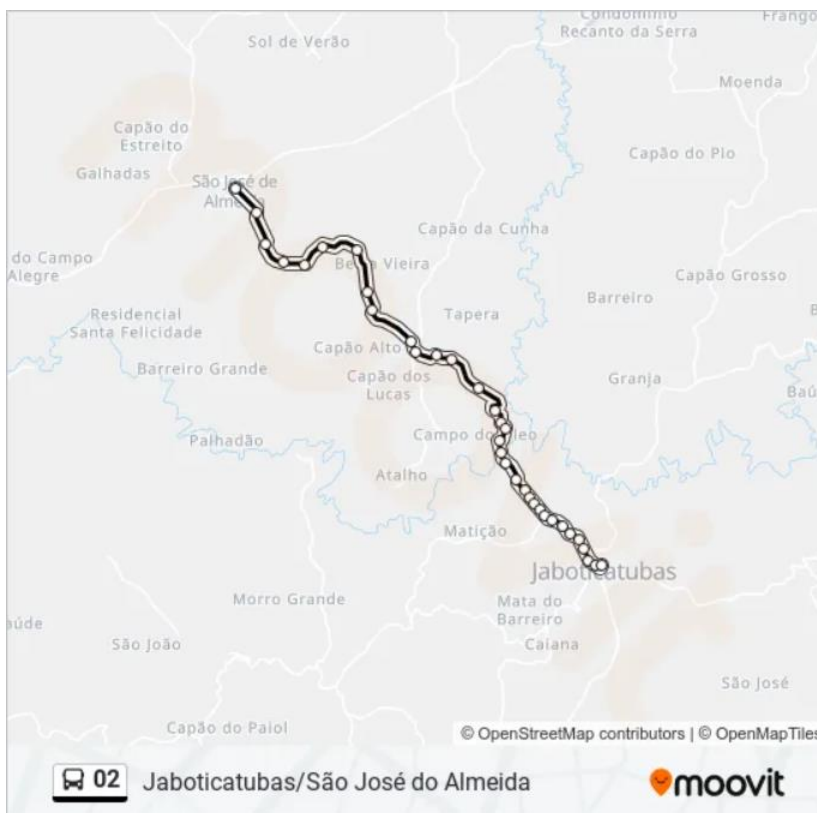 Condomínio
Recanto da Serra
Frango
Sol de Verão
Moenda
Capão do
Estreito
Capão do Pio
Galhadas
São José de
Capão da Cunha
do Campo
Alegre
Vieira
Capão Grosso
Barreiro
Residencial
Santa Felicidade
Tapera
Capão Alto
Barreiro Grande
Capão dos
Lucas
Granja
Baú
Palhadão
Campo do
Atalho
Matição
Jaboticatubas
Mata do
Barreiro
Morro Grande
aúde
São João
Caiana
São José
Capão do Paiol
© OpenStreetMap contributors | © OpenMapTiles
02 Jaboticatubas/São José do Almeida
moovit